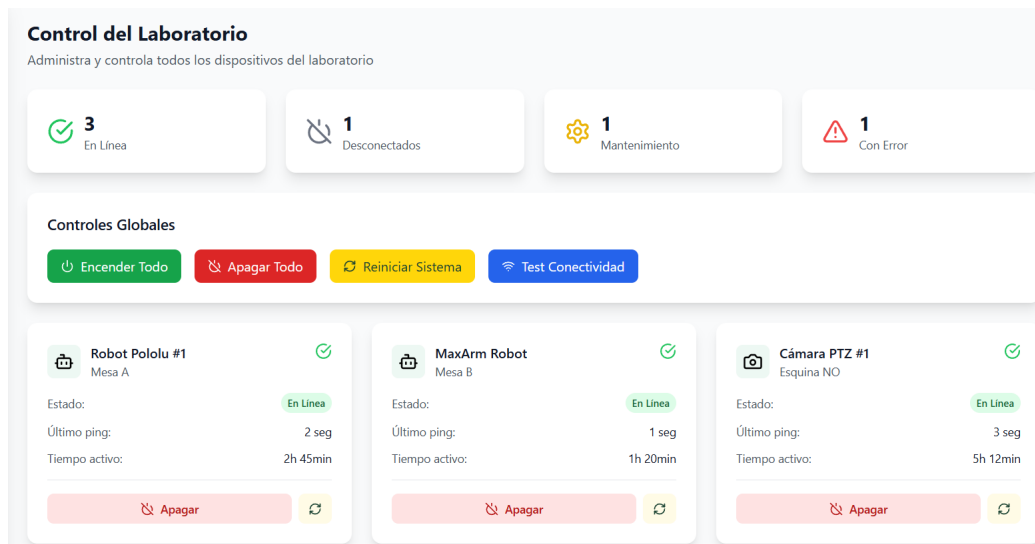 Control del Laboratorio
Administra y controla todos los dispositivos del laboratorio
3
En Línea
1
Desconectados
1
Mantenimiento
1
Con Error
Controles Globales
Encender Todo
Apagar Todo
Reiniciar Sistema
Test Conectividad
Robot Pololu #1
Mesa A
Estado: En Línea
Último ping: 2 seg
Tiempo activo: 2h 45min
Apagar
MaxArm Robot
Mesa B
Estado: En Línea
Último ping: 1 seg
Tiempo activo: 1h 20min
Apagar
Cámara PTZ #1
Esquina NO
Estado: En Línea
Último ping: 3 seg
Tiempo activo: 5h 12min
Apagar